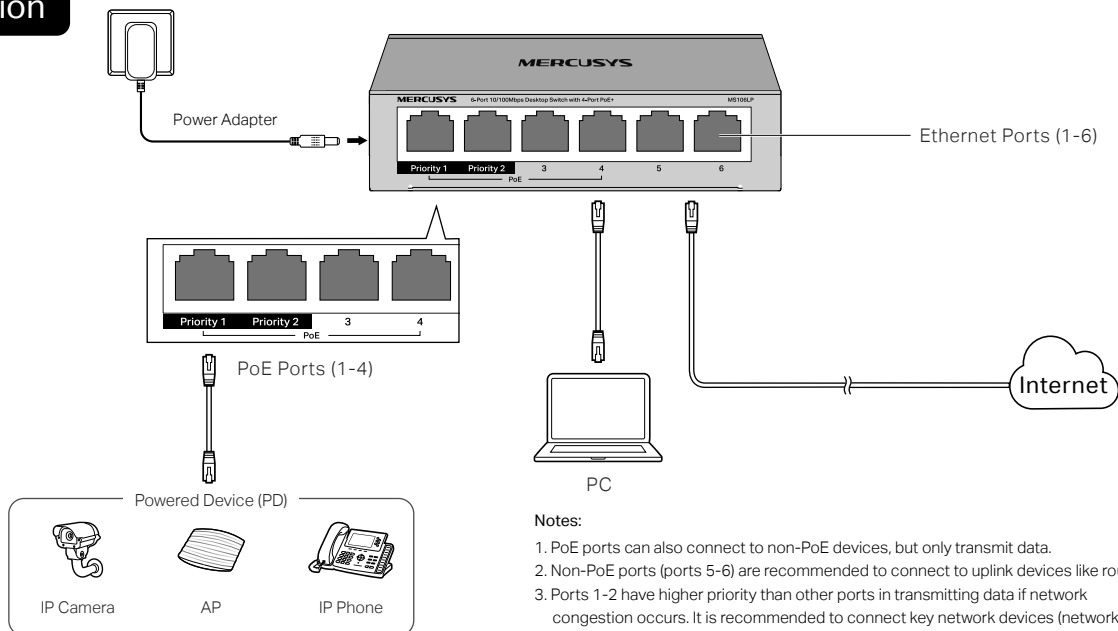 ion
MERCUSYS
MERCUSYS 6-Port 10/100Mbps Desktop Switch with 4-Port PoE+ MS106LP
Power Adapter
Ethernet Ports (1-6)
Priority 1 Priority 2 3 4 5 6
PoE
Priority 1 Priority 2 3 4
PoE
PoE Ports (1-4)
Internet
PC
Powered Device (PD)
IP Camera AP IP Phone
Notes:
1. PoE ports can also connect to non-PoE devices, but only transmit data.
2. Non-PoE ports (ports 5-6) are recommended to connect to uplink devices like rou
3. Ports 1-2 have higher priority than other ports in transmitting data if network
congestion occurs. It is recommended to connect key network devices (network